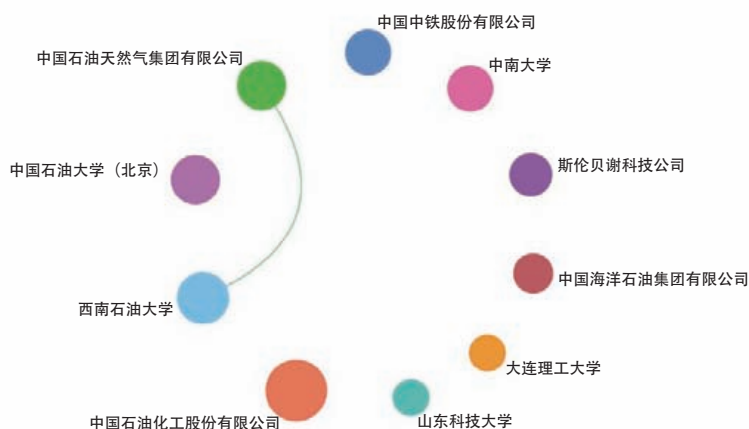 中国中铁股份有限公司
中国石油天然气集团有限公司
中南大学
中国石油大学（北京）
斯伦贝谢科技公司
中国海洋石油集团有限公司
西南石油大学
大连理工大学
中国石油化工股份有限公司
山东科技大学